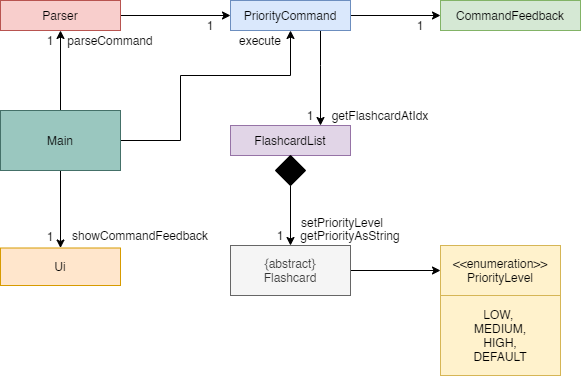 Parser
1
PriorityCommand
1
CommandFeedback
1 parseCommand
execute
1 getFlashcardAtIdx
Main
FlashcardList
setPriorityLevel
1 getPriorityAsString
1 showCommandFeedback
Ui
{abstract}
Flashcard
<<enumeration>>
PriorityLevel
LOW,
MEDIUM,
HIGH,
DEFAULT